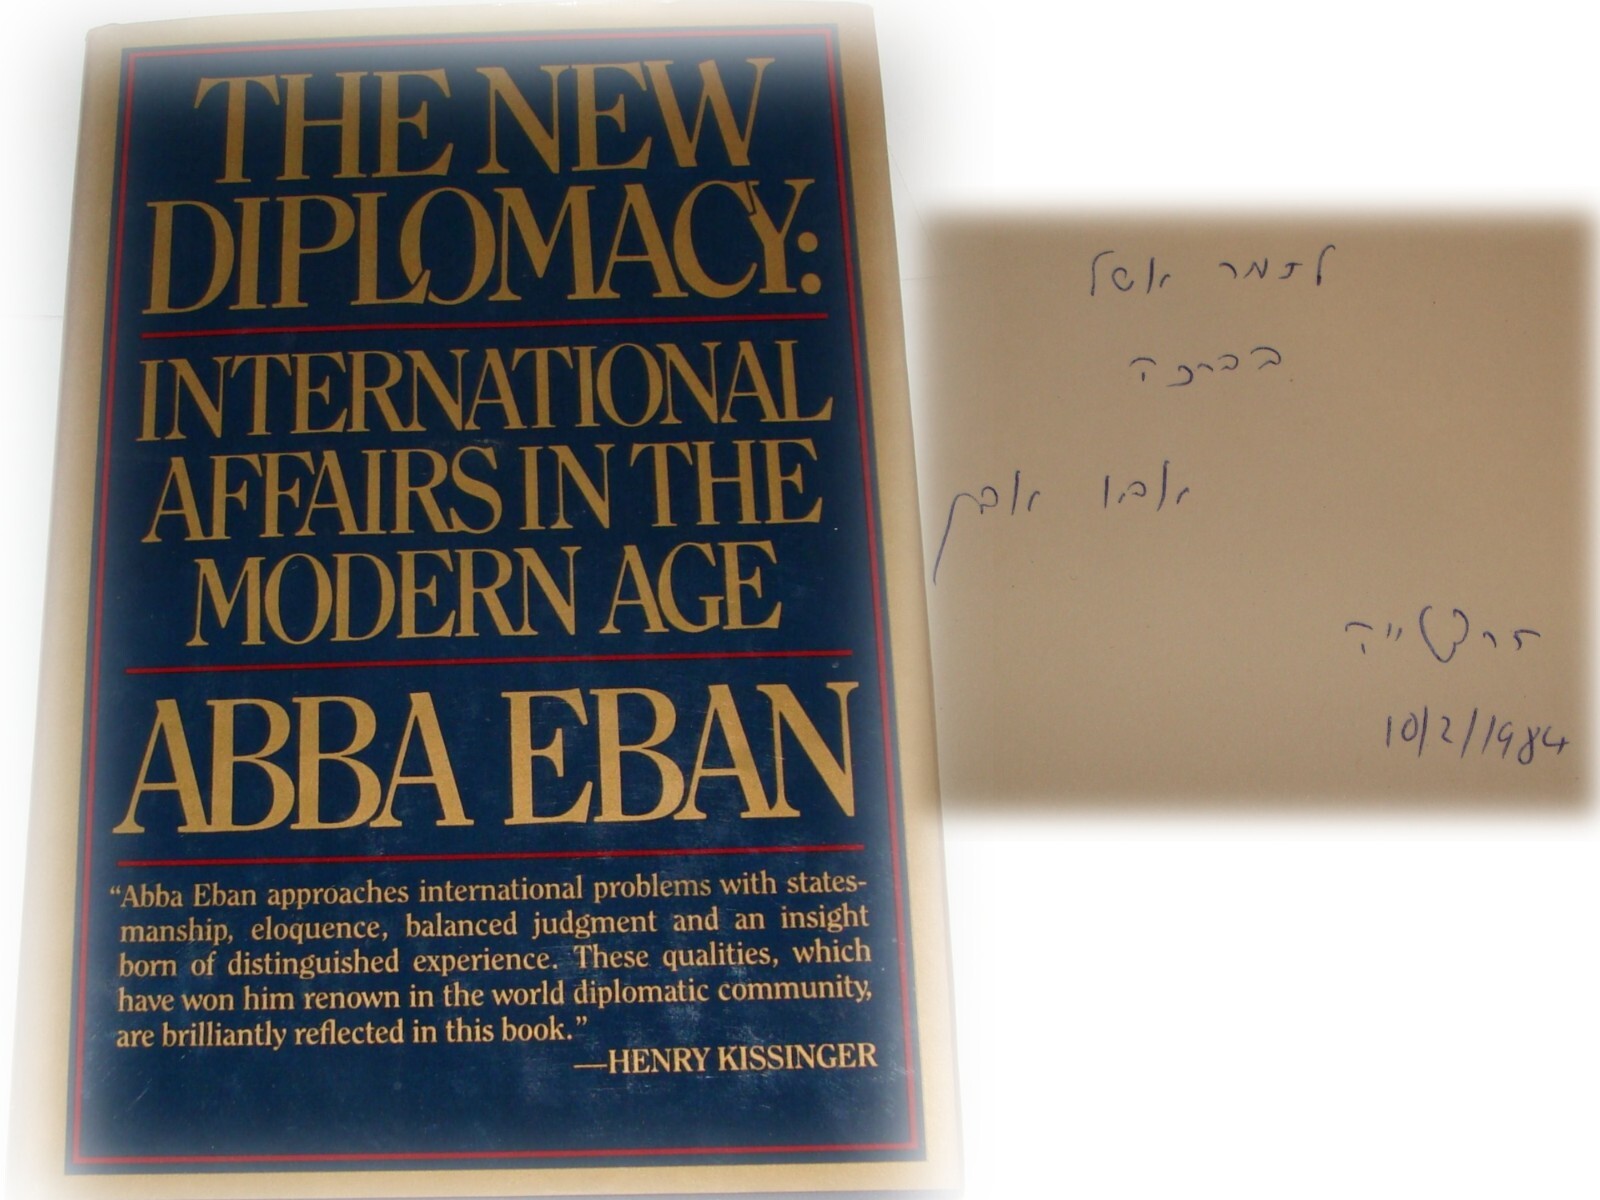 THE NEW
DIPLOMACY:
INTERNATIONAL
AFFAIRS IN THE
MODERN AGE
ABBA EBAN
“Abba Eban approaches international problems with states-
manship, eloquence, balanced judgment and an insight
born of distinguished experience. These qualities, which
have won him renown in the world diplomatic community,
are brilliantly reflected in this book.”
—HENRY KISSINGER
לתמר אשל
בברכה
אבא אבן
10/2/1984